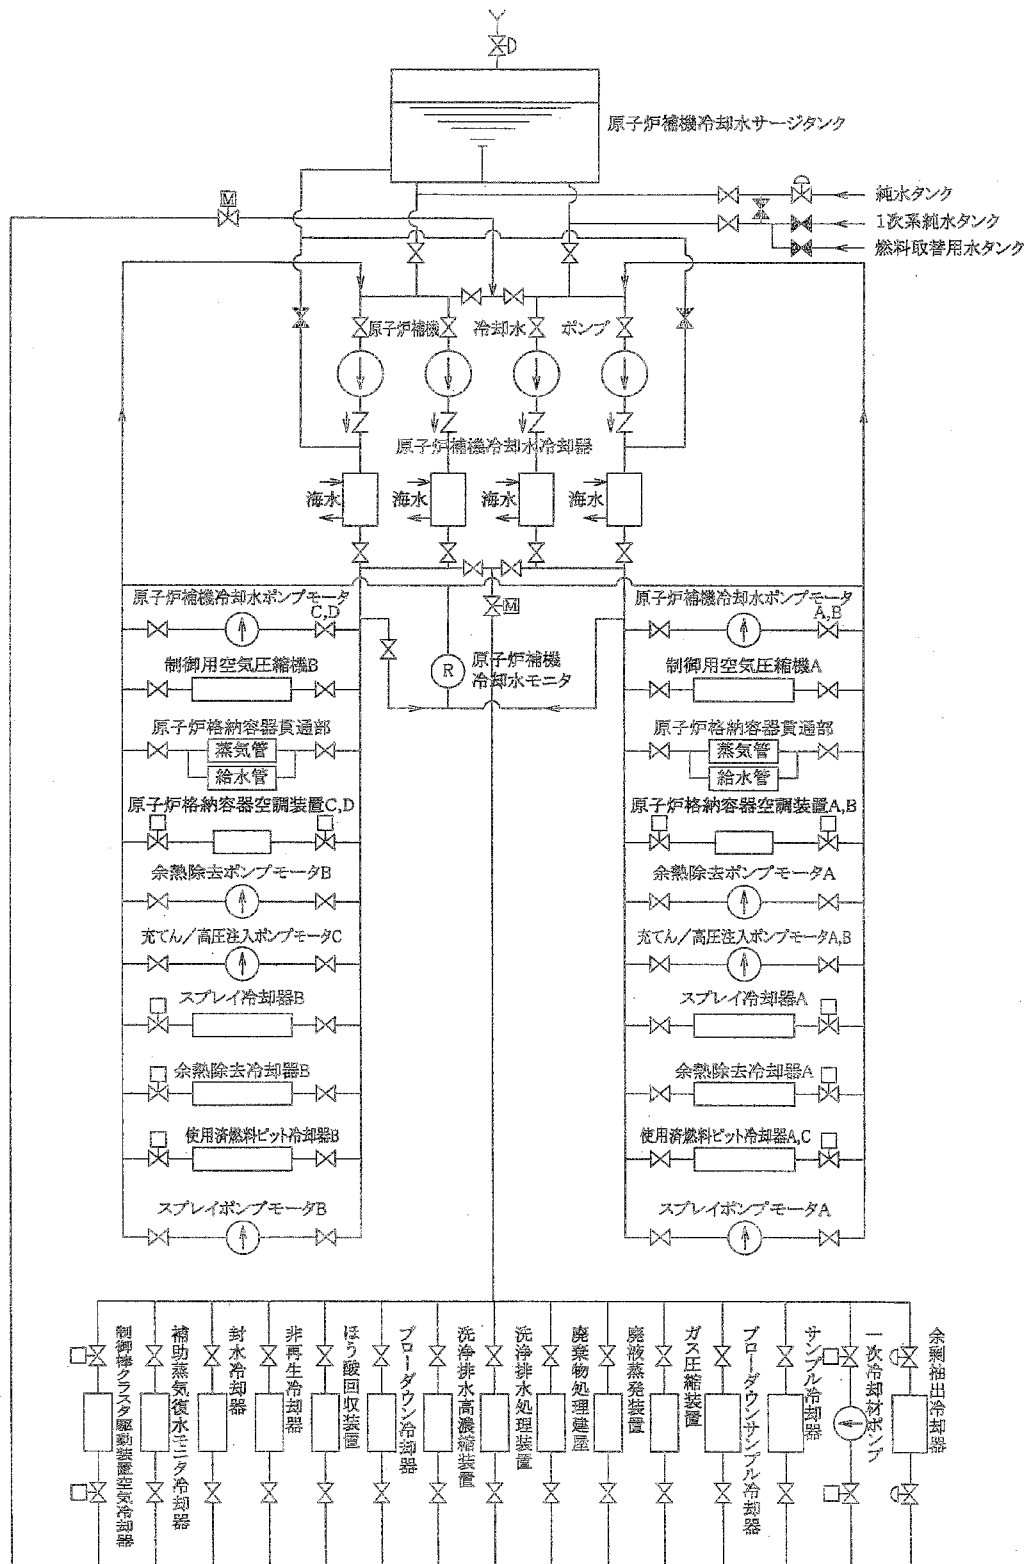 原子炉補機冷却水サージタンク
M
純水タンク
1次系純水タンク
燃料取替用水タンク
原子炉補機 冷却水 ポンプ
原子炉補機冷却水冷却器
海水 海水 海水 海水
原子炉補機冷却水ポンプモータ
C,D
M
原子炉補機冷却水ポンプモータ
A,B
制御用空気圧縮機B
R
原子炉補機
冷却水モニタ
制御用空気圧縮機A
原子炉格納容器貫通部
蒸気管
給水管
原子炉格納容器貫通部
蒸気管
給水管
原子炉格納容器空調装置C,D
原子炉格納容器空調装置A,B
余熱除去ポンプモータB
余熱除去ポンプモータA
充てん/高圧注入ポンプモータC
充てん/高圧注入ポンプモータA,B
スプレイ冷却器B
スプレイ冷却器A
余熱除去冷却器B
余熱除去冷却器A
使用済燃料ピット冷却器B
使用済燃料ピット冷却器A,C
スプレイポンプモータB
スプレイポンプモータA
制御棒クラスタ駆動装置空気冷却器
補助蒸気復水モニタ冷却器
封水冷却器
非再生冷却器
ほう酸回収装置
ブローダウン冷却器
洗浄排水高濃縮装置
洗浄排水処理装置
廃棄物処理建屋
廃液蒸発装置
ガス圧縮装置
ブローダウンサンプル冷却器
サンプル冷却器
一次冷却材ポンプ
余剰抽出冷却器